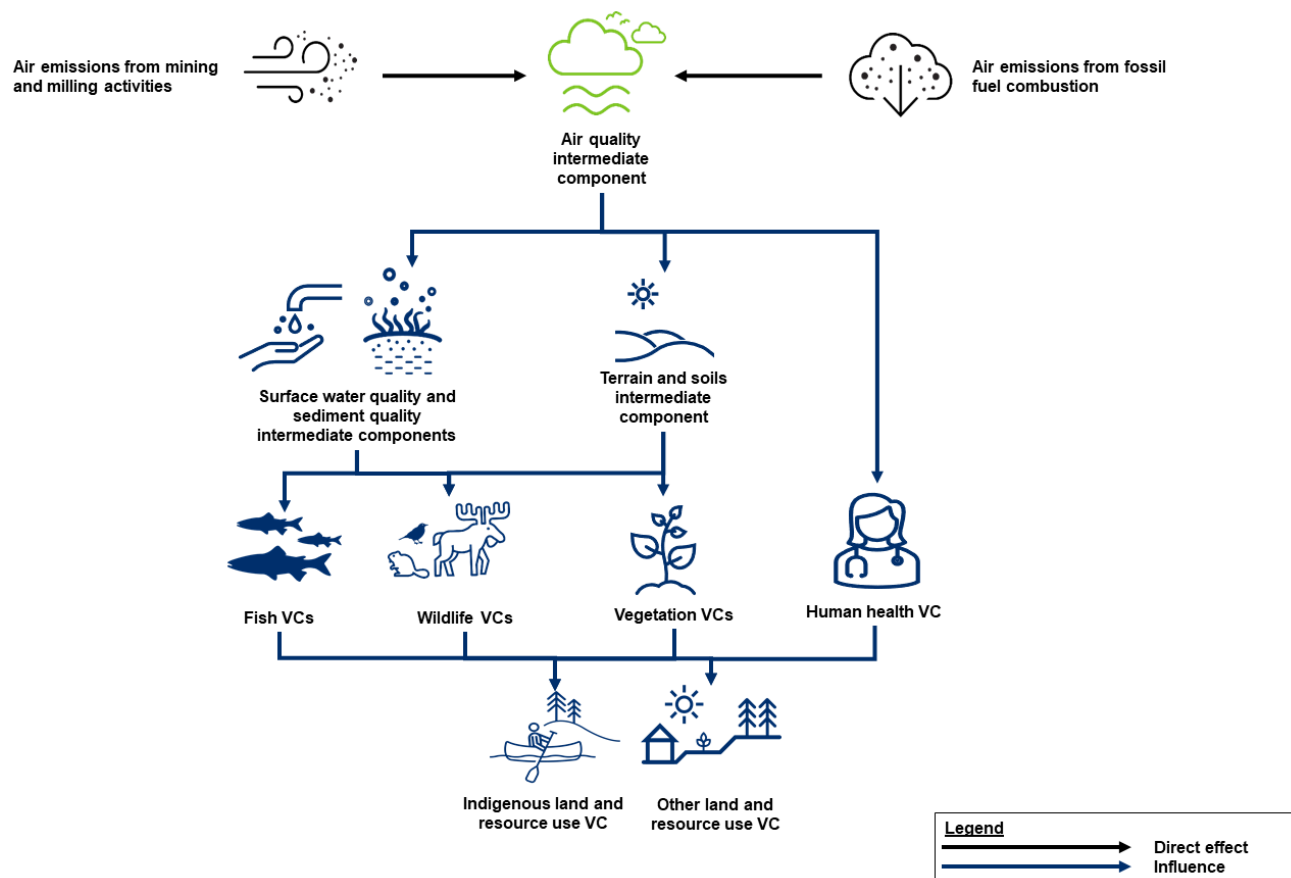 Air emissions from mining
and milling activities
Air emissions from fossil
fuel combustion
Air quality
intermediate
component
Surface water quality and
sediment quality
intermediate components
Terrain and soils
intermediate
component
Fish VCs
Wildlife VCs
Vegetation VCs
Human health VC
Indigenous land and
resource use VC
Other land and
resource use VC
Legend
Direct effect
Influence